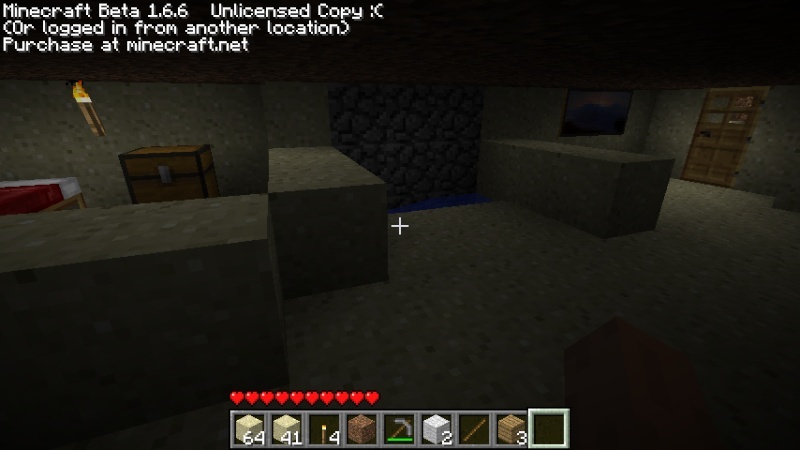 Minecraft Beta 1.6.6   Unlicensed Copy :(
(Or logged in from another location)
Purchase at minecraft.net
64 41 4 2 3